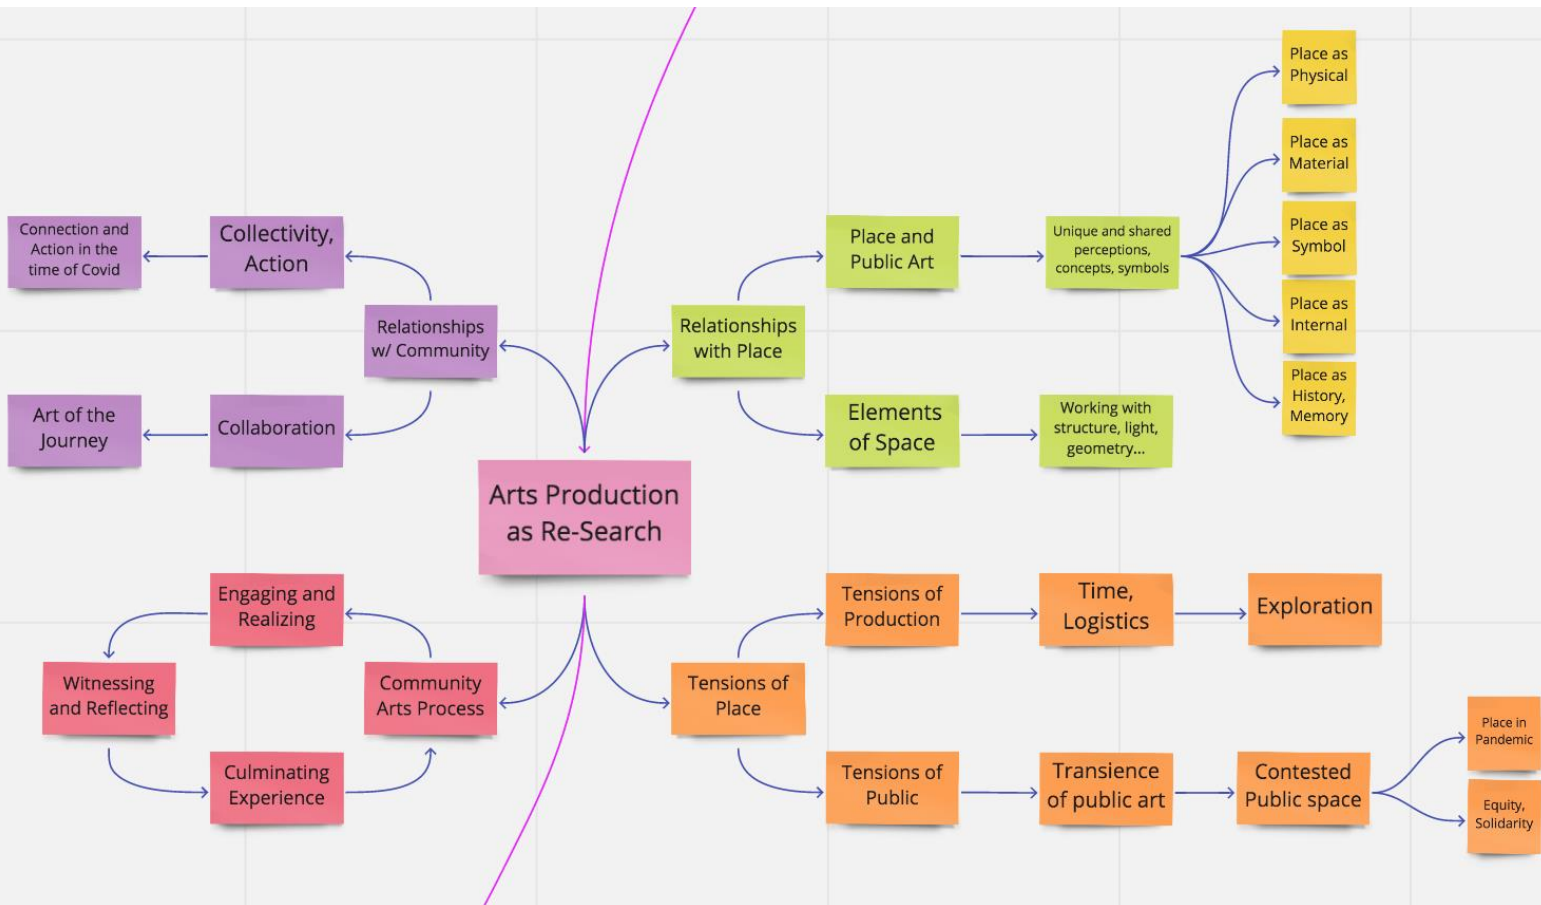 Connection and
Action in the
time of Covid
Collectivity,
Action
Relationships
w/ Community
Art of the
Journey
Collaboration
Relationships
with Place
Place and
Public Art
Unique and shared
perceptions,
concepts, symbols
Place as
Physical
Place as
Material
Place as
Symbol
Place as
Internal
Place as
History,
Memory
Elements
of Space
Working with
structure, light,
geometry...
Arts Production
as Re-Search
Engaging and
Realizing
Witnessing
and Reflecting
Community
Arts Process
Culminating
Experience
Tensions of
Place
Tensions of
Production
Time,
Logistics
Exploration
Tensions of
Public
Transience
of public art
Contested
Public space
Place in
Pandemic
Equity,
Solidarity